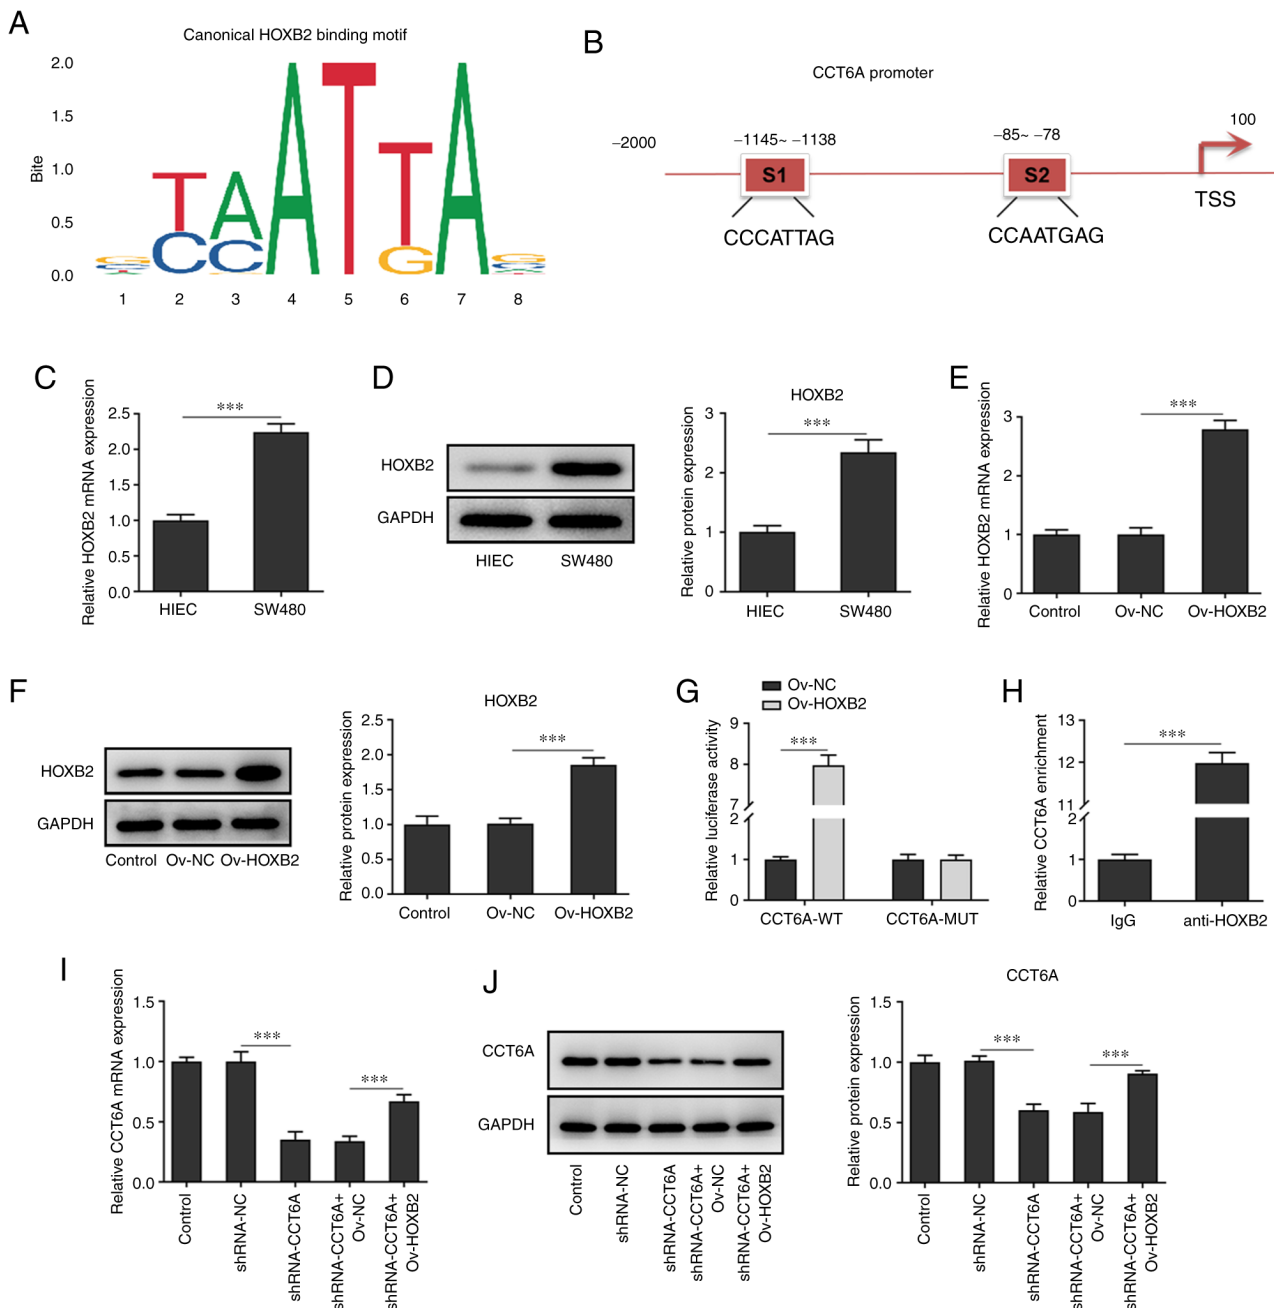 A
Canonical HOXB2 binding motif
2.0
1.5
1.0
0.5
0.0
Bite
1 2 3 4 5 6 7 8
B
CCT6A promoter
−2000
−1145~ −1138
−85~ −78
100
S1
S2
TSS
CCCATTAG
CCAATGAG
C
Relative HOXB2 mRNA expression
2.5
2.0
1.5
1.0
0.5
0.0
***
HIEC SW480
D
HOXB2
GAPDH
HIEC SW480
HOXB2
Relative protein expression
3
2
1
0
***
HIEC SW480
E
Relative HOXB2 mRNA expression
3
2
1
0
***
Control Ov-NC Ov-HOXB2
F
HOXB2
GAPDH
Control Ov-NC Ov-HOXB2
HOXB2
Relative protein expression
2.5
2.0
1.5
1.0
0.5
0.0
***
Control Ov-NC Ov-HOXB2
G
Ov-NC
Ov-HOXB2
Relative luciferase activity
9
8
7
2
1
0
***
CCT6A-WT CCT6A-MUT
H
Relative CCT6A enrichment
13
12
11
2
1
0
***
IgG anti-HOXB2
I
Relative CCT6A mRNA expression
1.5
1.0
0.5
0.0
***
***
Control
shRNA-NC
shRNA-CCT6A
shRNA-CCT6A+
Ov-NC
shRNA-CCT6A+
Ov-HOXB2
J
CCT6A
GAPDH
Control
shRNA-NC
shRNA-CCT6A
shRNA-CCT6A+
Ov-NC
shRNA-CCT6A+
Ov-HOXB2
CCT6A
Relative protein expression
1.5
1.0
0.5
0.0
***
***
Control
shRNA-NC
shRNA-CCT6A
shRNA-CCT6A+
Ov-NC
shRNA-CCT6A+
Ov-HOXB2